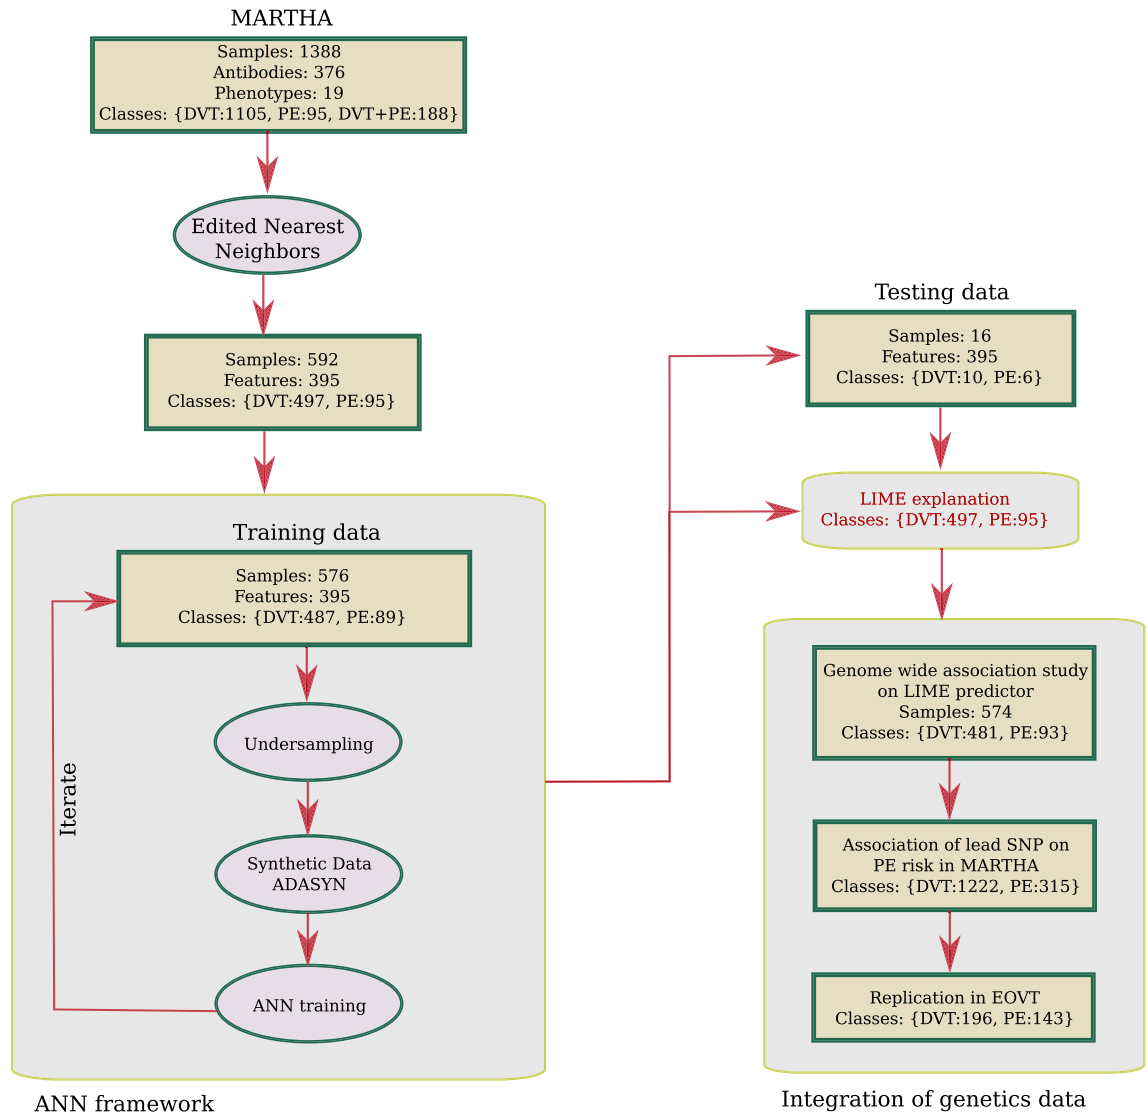 MARTHA
Samples: 1388
Antibodies: 376
Phenotypes: 19
Classes: {DVT:1105, PE:95, DVT+PE:188}
Edited Nearest
Neighbors
Samples: 592
Features: 395
Classes: {DVT:497, PE:95}
Training data
Samples: 576
Features: 395
Classes: {DVT:487, PE:89}
Undersampling
Synthetic Data
ADASYN
ANN training
Iterate
ANN framework
Testing data
Samples: 16
Features: 395
Classes: {DVT:10, PE:6}
LIME explanation
Classes: {DVT:497, PE:95}
Genome wide association study
on LIME predictor
Samples: 574
Classes: {DVT:481, PE:93}
Association of lead SNP on
PE risk in MARTHA
Classes: {DVT:1222, PE:315}
Replication in EOVT
Classes: {DVT:196, PE:143}
Integration of genetics data